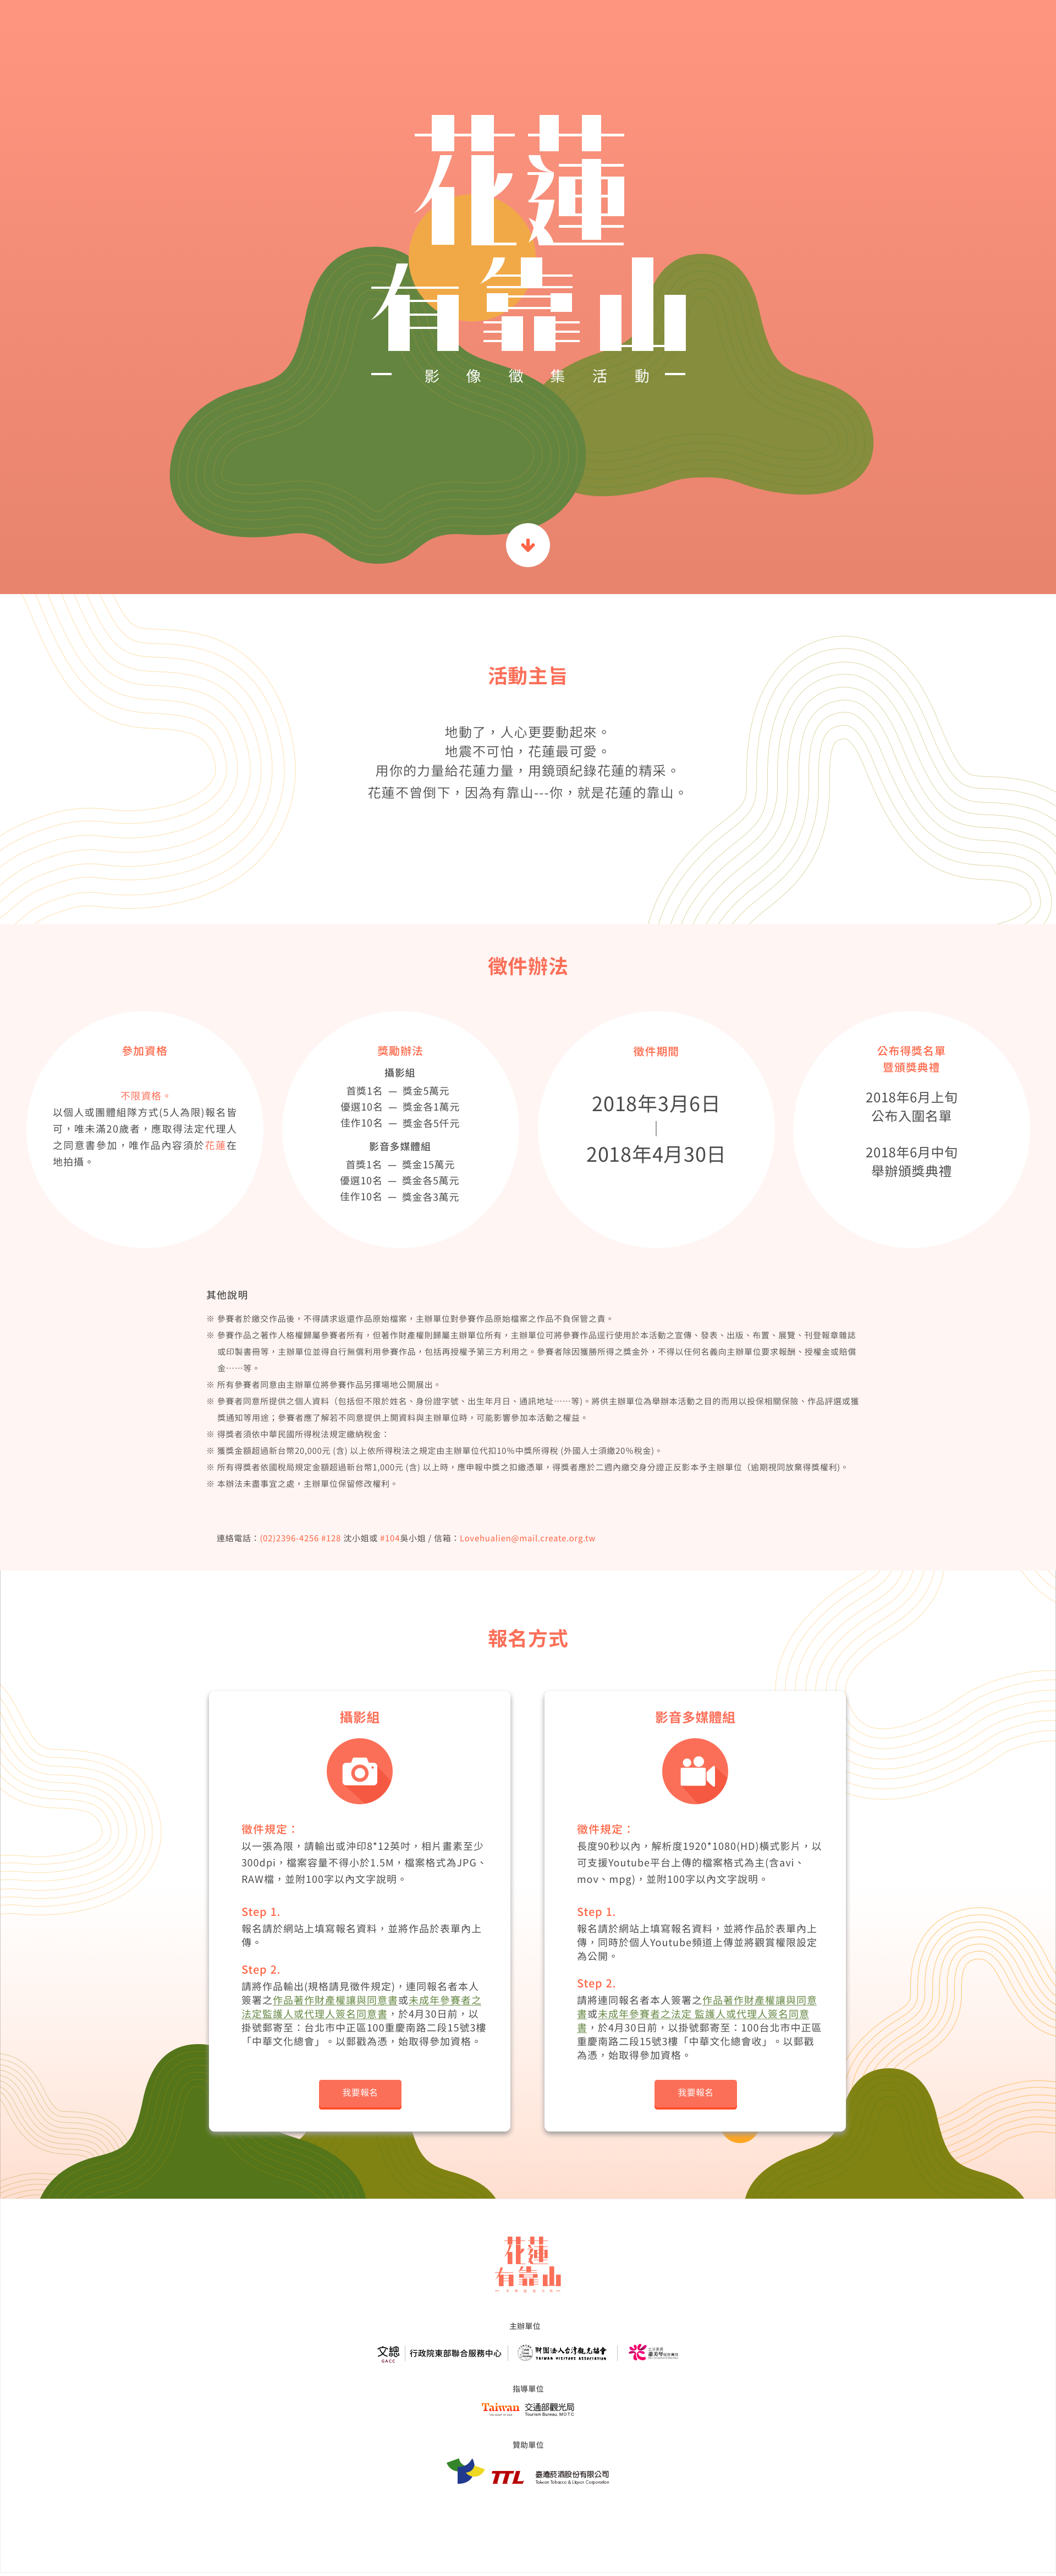 花蓮
有靠山
影像徵集活動
活動主旨
地動了，人心更要動起來。
地震不可怕，花蓮最可愛。
用你的力量給花蓮力量，用鏡頭紀錄花蓮的精采。
花蓮不曾倒下，因為有靠山---你，就是花蓮的靠山。
徵件辦法
參加資格
不限資格。
以個人或團體組隊方式(5人為限)報名皆
可，唯未滿20歲者，應取得法定代理人
之同意書參加，唯作品內容須於花蓮在
地拍攝。
獎勵辦法
攝影組
首獎1名 — 獎金5萬元
優選10名 — 獎金各1萬元
佳作10名 — 獎金各5仟元
影音多媒體組
首獎1名 — 獎金15萬元
優選10名 — 獎金各5萬元
佳作10名 — 獎金各3萬元
徵件期間
2018年3月6日
2018年4月30日
公布得獎名單
暨頒獎典禮
2018年6月上旬
公布入圍名單
2018年6月中旬
舉辦頒獎典禮
其他說明
※ 參賽者於繳交作品後，不得請求返還作品原始檔案，主辦單位對參賽作品原始檔案之作品不負保管之責。
※ 參賽作品之著作人格權歸屬參賽者所有，但著作財產權則歸屬主辦單位所有，主辦單位可將參賽作品逕行使用於本活動之宣傳、發表、出版、布置、展覽、刊登報章雜誌
或印製書冊等，主辦單位並得自行無償利用參賽作品，包括再授權予第三方利用之。參賽者除因獲勝所得之獎金外，不得以任何名義向主辦單位要求報酬、授權金或賠償
金⋯⋯等。
※ 所有參賽者同意由主辦單位將參賽作品另擇場地公開展出。
※ 參賽者同意所提供之個人資料（包括但不限於姓名、身份證字號、出生年月日、通訊地址⋯⋯等)。將供主辦單位為舉辦本活動之目的而用以投保相關保險、作品評選或獲
獎通知等用途；參賽者應了解若不同意提供上開資料與主辦單位時，可能影響參加本活動之權益。
※ 得獎者須依中華民國所得稅法規定繳納稅金：
※ 獲獎金額超過新台幣20,000元 (含) 以上依所得稅法之規定由主辦單位代扣10%中獎所得稅 (外國人士須繳20%稅金)。
※ 所有得獎者依國稅局規定金額超過新台幣1,000元 (含) 以上時，應申報中獎之扣繳憑單，得獎者應於二週內繳交身分證正反影本予主辦單位（逾期視同放棄得獎權利)。
※ 本辦法未盡事宜之處，主辦單位保留修改權利。
連絡電話：(02)2396-4256 #128 沈小姐或 #104吳小姐 / 信箱：Lovehualien@mail.create.org.tw
報名方式
攝影組
徵件規定：
以一張為限，請輸出或沖印8*12英吋，相片畫素至少
300dpi，檔案容量不得小於1.5M，檔案格式為JPG、
RAW檔，並附100字以內文字說明。
Step 1.
報名請於網站上填寫報名資料，並將作品於表單內上
傳。
Step 2.
請將作品輸出(規格請見徵件規定)，連同報名者本人
簽署之作品著作財產權讓與同意書或未成年參賽者之
法定監護人或代理人簽名同意書，於4月30日前，以
掛號郵寄至：台北市中正區100重慶南路二段15號3樓
「中華文化總會」。以郵戳為憑，始取得參加資格。
我要報名
影音多媒體組
徵件規定：
長度90秒以內，解析度1920*1080(HD)橫式影片，以
可支援Youtube平台上傳的檔案格式為主(含avi、
mov、mpg)，並附100字以內文字說明。
Step 1.
報名請於網站上填寫報名資料，並將作品於表單內上
傳，同時於個人Youtube頻道上傳並將觀賞權限設定
為公開。
Step 2.
請將連同報名者本人簽署之作品著作財產權讓與同意
書或未成年參賽者之法定 監護人或代理人簽名同意
書，於4月30日前，以掛號郵寄至：100台北市中正區
重慶南路二段15號3樓「中華文化總會收」。以郵戳
為憑，始取得參加資格。
我要報名
花蓮
有靠山
主辦單位
文總 GACC 行政院東部聯合服務中心 財團法人台灣觀光協會
TAIWAN VISITORS ASSOCIATION
指導單位
Taiwan 交通部觀光局
Tourism Bureau, MOTC
贊助單位
TTL 臺灣菸酒股份有限公司
Taiwan Tobacco & Liquor Corporation